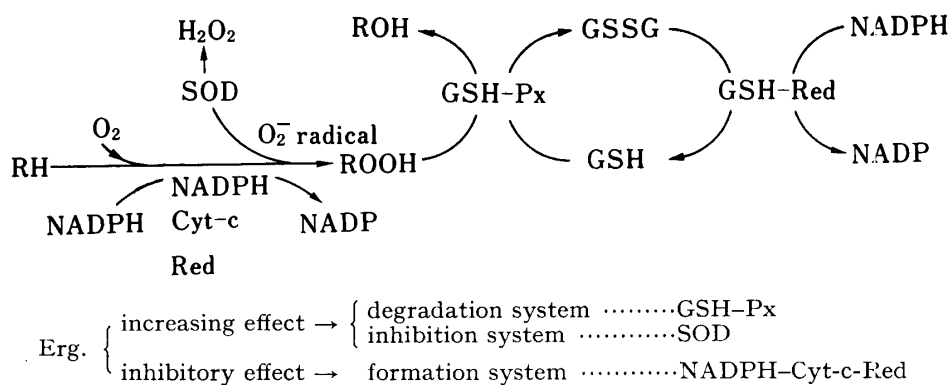 H₂O₂ ROH GSSG NADPH
SOD GSH–Px GSH–Red
O₂ O₂⁻ radical
RH ROOH GSH NADP
NADPH NADPH NADP
Cyt–c
Red
Erg. { increasing effect → { degradation system ·········GSH–Px
inhibition system ···········SOD
inhibitory effect → formation system ···········NADPH–Cyt-c-Red